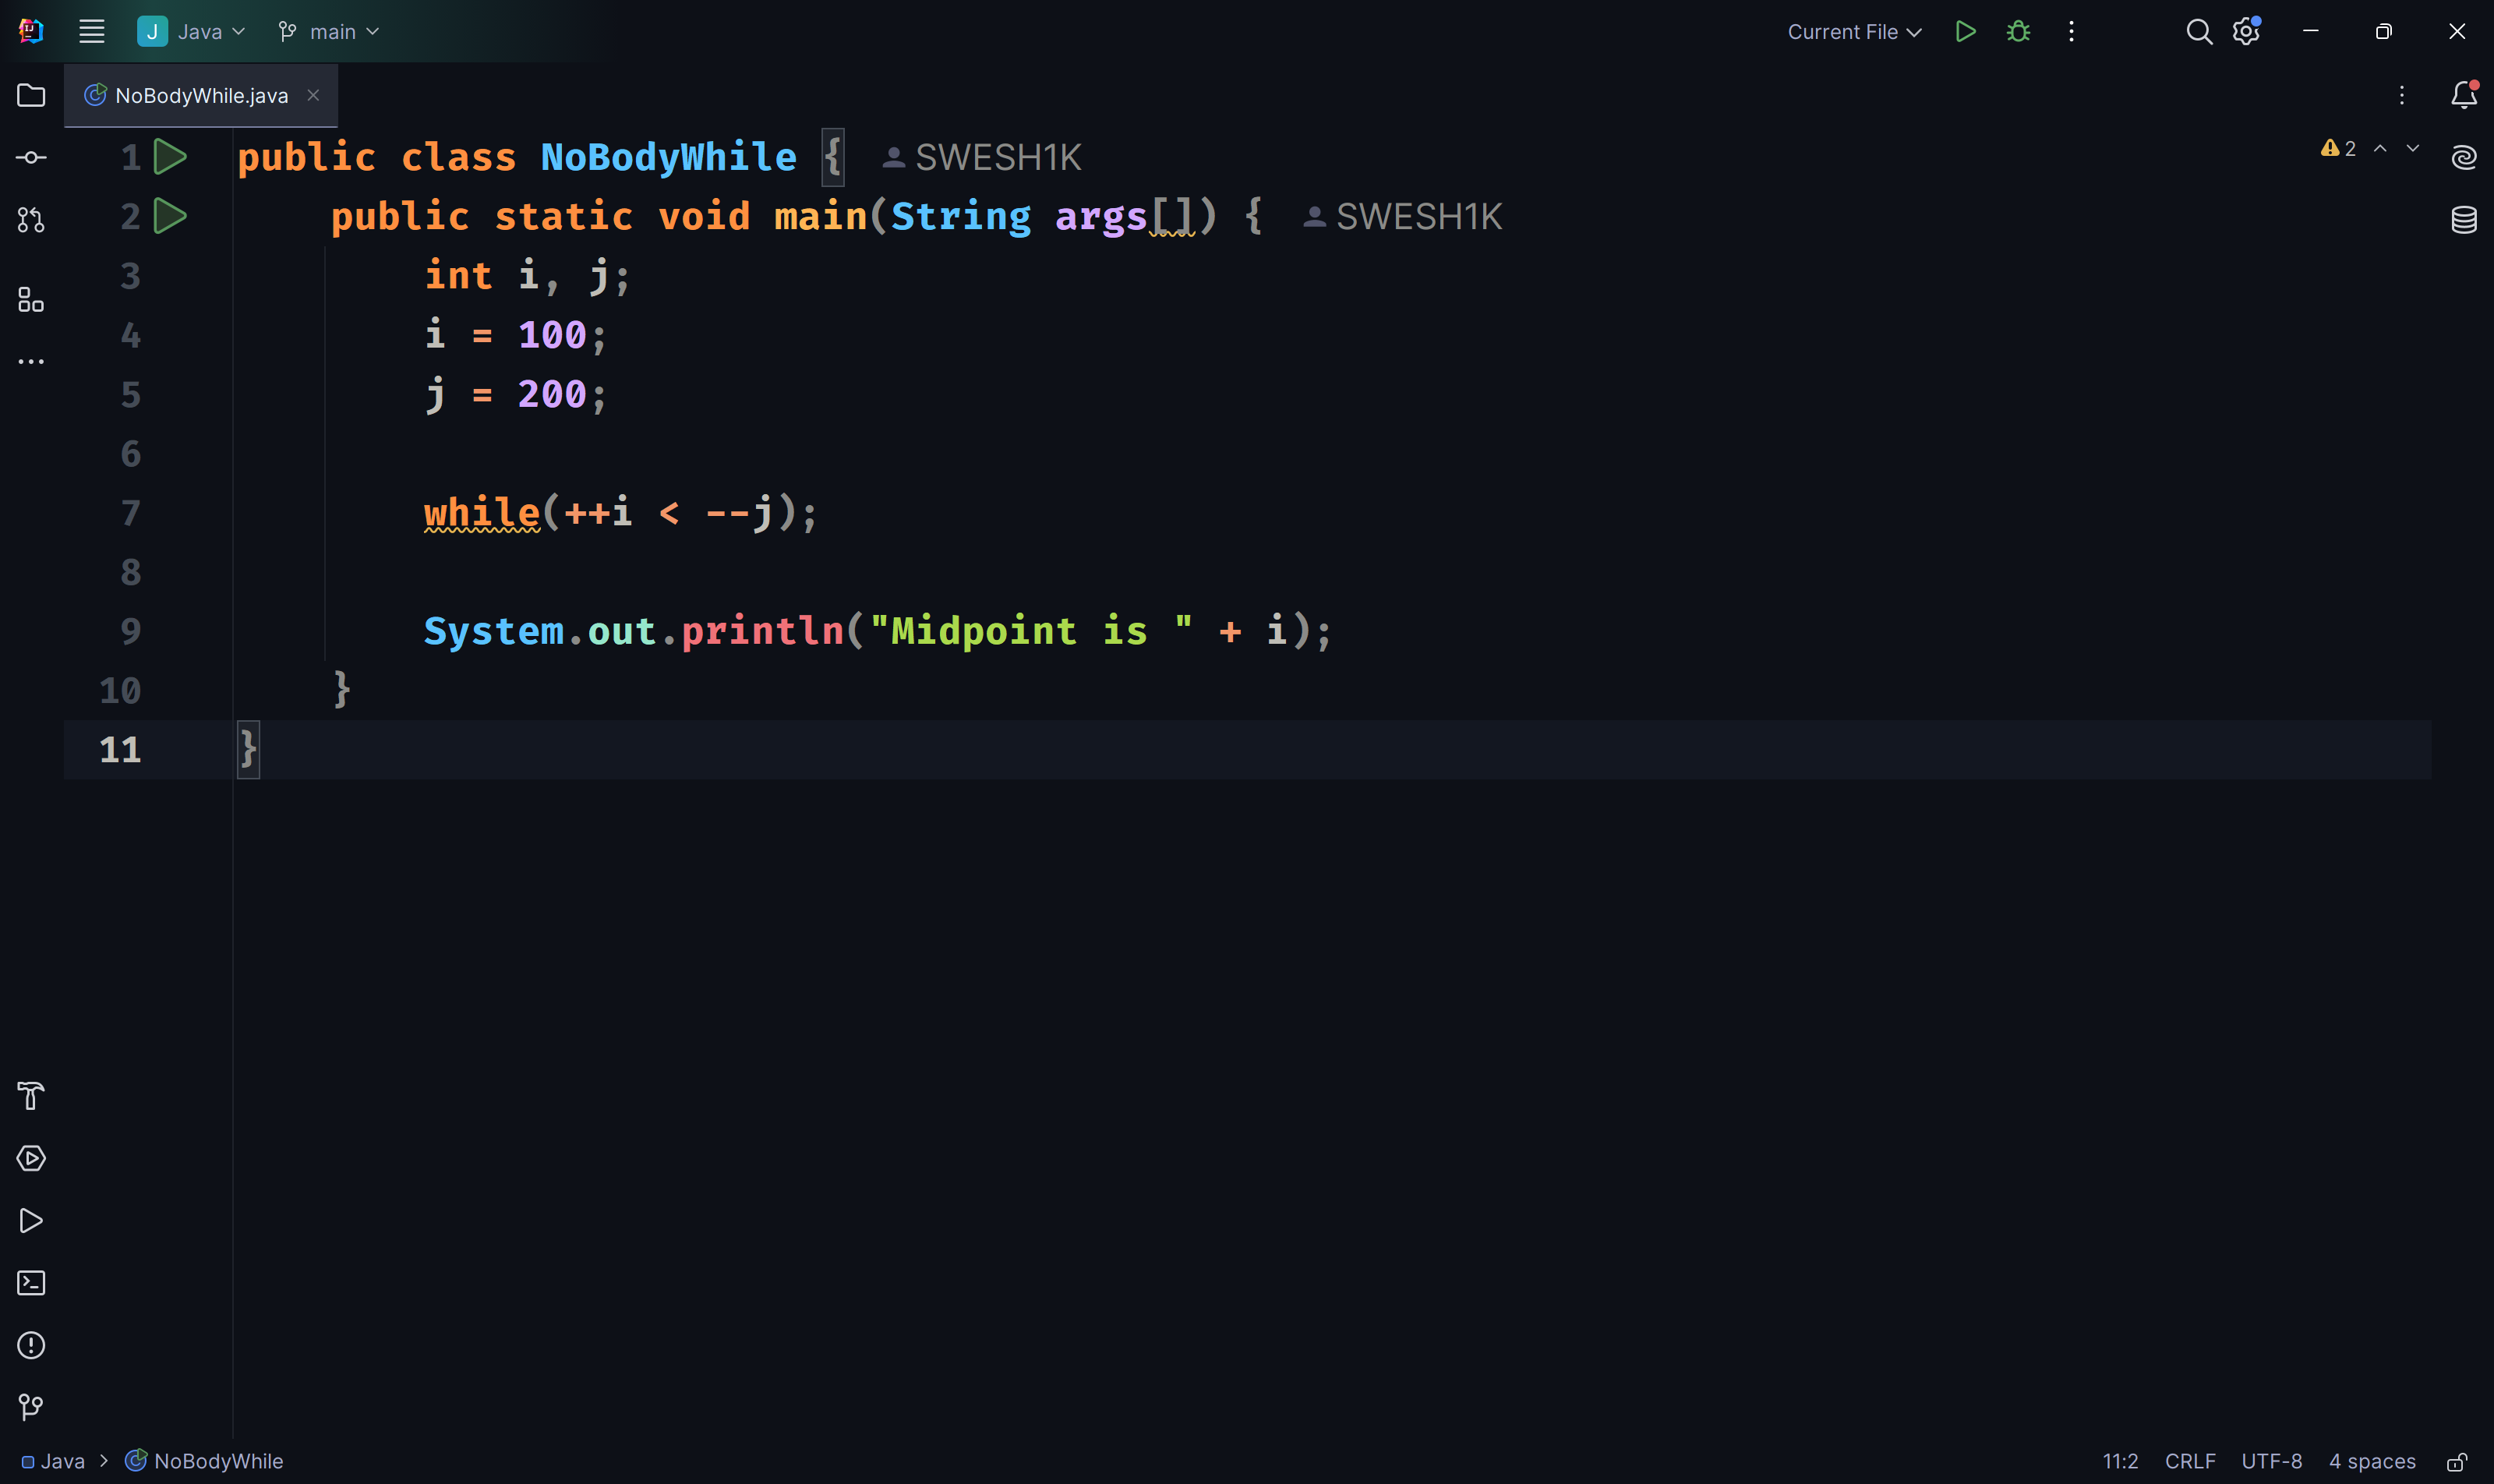 IJ
J Java main Current File
NoBodyWhile.java
1 public class NoBodyWhile { SWESH1K
2 public static void main(String args[]) { SWESH1K
3 int i, j;
4 i = 100;
5 j = 200;
6
7 while(++i < --j);
8
9 System.out.println("Midpoint is " + i);
10 }
11 }
2
Java > NoBodyWhile 11:2 CRLF UTF-8 4 spaces